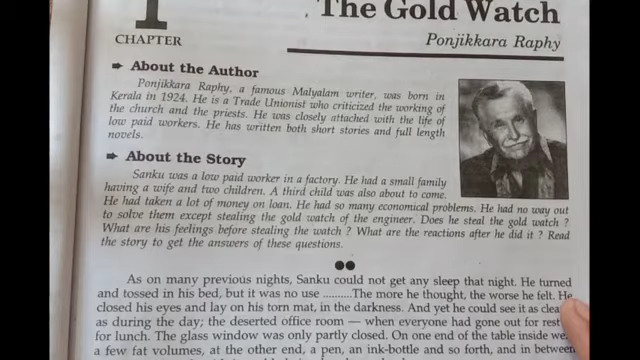 1
The Gold Watch
CHAPTER
Ponjikkara Raphy
➡ About the Author
Ponjikkara Raphy, a famous Malyalam writer, was born in
Kerala in 1924. He is a Trade Unionist who criticized the working of
the church and the priests. He was closely attached with the life of
low paid workers. He has written both short stories and full length
novels.
➡ About the Story
Sanku was a low paid worker in a factory. He had a small family
having a wife and two children. A third child was also about to come.
He had taken a lot of money on loan. He had so many economical problems. He had no way out
to solve them except stealing the gold watch of the engineer. Does he steal the gold watch ?
What are his feelings before stealing the watch ? What are the reactions after he did it ? Read
the story to get the answers of these questions.
As on many previous nights, Sanku could not get any sleep that night. He turned
and tossed in his bed, but it was no use ..........The more he thought, the worse he felt. He
closed his eyes and lay on his torn mat, in the darkness. And yet he could see it as
as during the day; the deserted office room — when everyone had gone out for rest
for lunch. The glass window was only partly closed. On one end of the table inside
a few fat volumes, at the other end, a pen, an ink-bottle and so forth, and in between